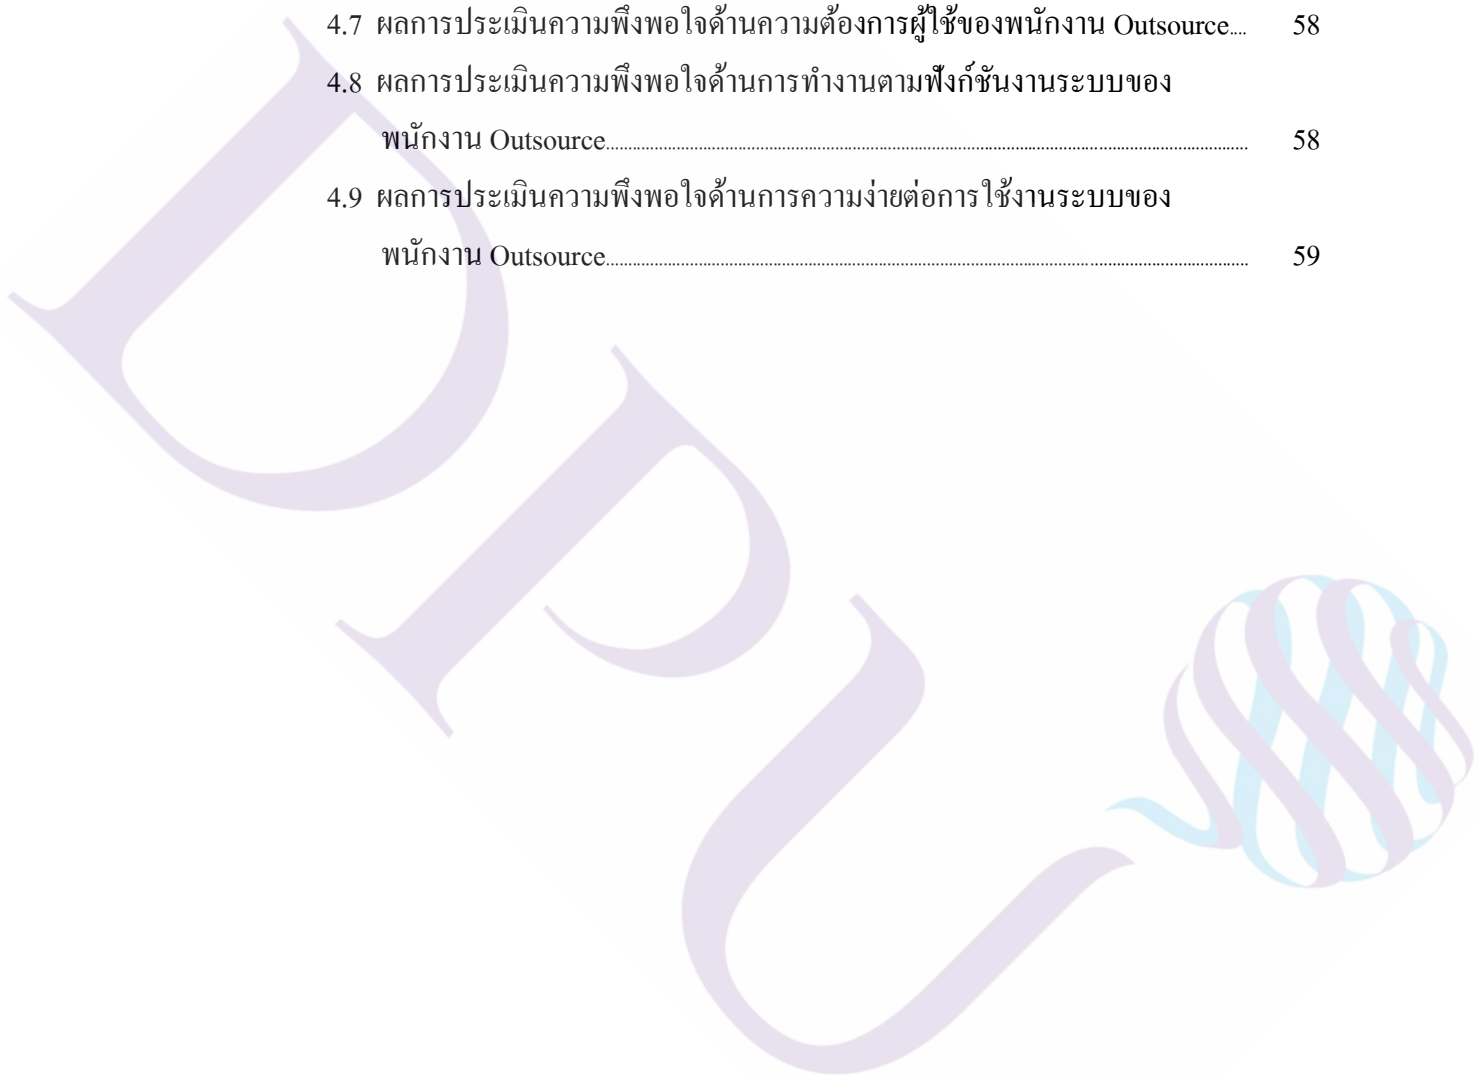 4.7 ผลการประเมินความพึงพอใจด้านความต้องการผู้ใช้ของพนักงาน Outsource.... 58
4.8 ผลการประเมินความพึงพอใจด้านการทำงานตามฟังก์ชันงานระบบของ
พนักงาน Outsource.................................................. 58
4.9 ผลการประเมินความพึงพอใจด้านการความง่ายต่อการใช้งานระบบของ
พนักงาน Outsource.................................................. 59
DPU